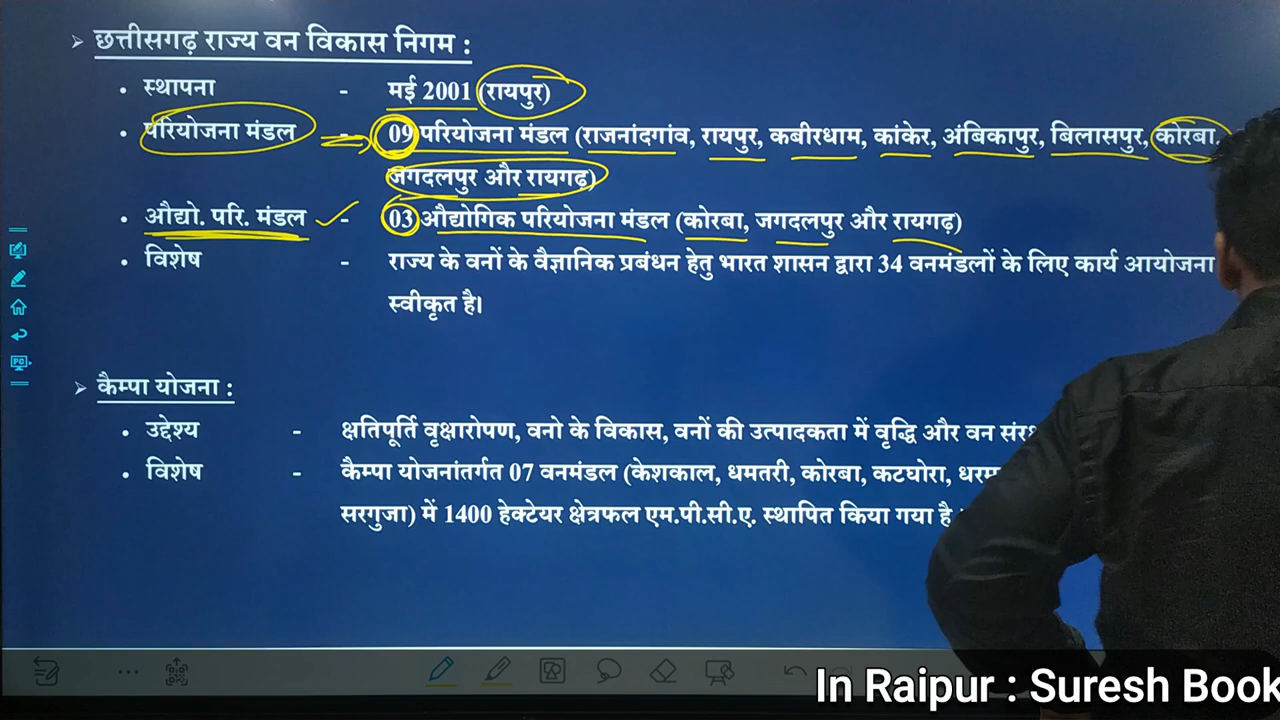 छत्तीसगढ़ राज्य वन विकास निगम :
स्थापना - मई 2001 (रायपुर)
परियोजना मंडल - 09 परियोजना मंडल (राजनांदगांव, रायपुर, कबीरधाम, कांकेर, अंबिकापुर, बिलासपुर, कोरबा,
जगदलपुर और रायगढ़)
औद्यो. परि. मंडल - 03 औद्योगिक परियोजना मंडल (कोरबा, जगदलपुर और रायगढ़)
विशेष - राज्य के वनों के वैज्ञानिक प्रबंधन हेतु भारत शासन द्वारा 34 वनमंडलों के लिए कार्य आयोजना
स्वीकृत है।
कैम्पा योजना :
उद्देश्य - क्षतिपूर्ति वृक्षारोपण, वनो के विकास, वनों की उत्पादकता में वृद्धि और वन
विशेष - कैम्पा योजनांतर्गत 07 वनमंडल (केशकाल, धमतरी, कोरबा, कटघोरा,
सरगुजा) में 1400 हेक्टेयर क्षेत्रफल एम.पी.सी.ए. स्थापित किया गया है
PC
In Raipur : Suresh Book